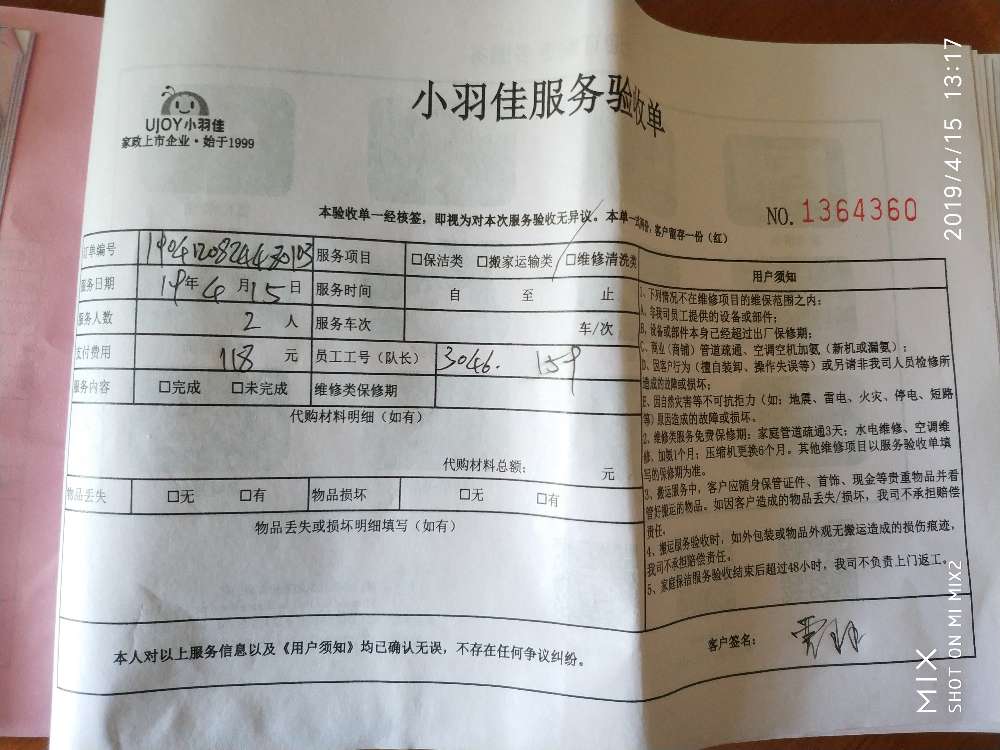 小羽佳服务验收单
UJOY小羽佳
家政上市企业·始于1999
本验收单一经核签，即视为对本次服务验收无异议。本单一式两份，客户留存一份（红）
NO. 1364360
订单编号
服务项目 □保洁类 □搬家运输类 □维修清洗类
服务日期 19年4月15日 服务时间 自 至 止
服务人数 2 人 服务车次 车/次
支付费用 118 元 员工工号（队长） 3046. 159
服务内容 □完成 □未完成 维修类保修期
代购材料明细（如有）
代购材料总额： 元
物品丢失 □无 □有 物品损坏 □无 □有
物品丢失或损坏明细填写（如有）
用户须知
1、下列情况不在维修项目的维保范围之内：
A、非我司员工提供的设备或部件；
B、设备或部件本身已经超过出厂保修期；
C、商业（商铺）管道疏通、空调空机加氨（新机或漏氨）；
D、因客户行为（擅自装卸、操作失误等）或另请非我司人员检修所
造成的故障或损坏；
E、因自然灾害等不可抗拒力（如：地震、雷电、火灾、停电、短路
等）原因造成的故障或损坏。
2、维修类服务免费保修期：家庭管道疏通3天；水电维修、空调维
修、加氨1个月；压缩机更换6个月。其他维修项目以服务验收单填
写的保修期为准。
3、搬运服务中，客户应随身保管证件、首饰、现金等贵重物品并看
管好搬运的物品。如因客户造成的物品丢失/损坏，我司不承担赔偿
责任。
4、搬运服务验收时，如外包装或物品外观无搬运造成的损伤痕迹，
我司不承担赔偿责任。
5、家庭保洁服务验收结束后超过48小时，我司不负责上门返工。
本人对以上服务信息以及《用户须知》均已确认无误，不存在任何争议纠纷。
客户签名：
2019/4/15 13:17
MIX
SHOT ON MI MIX2